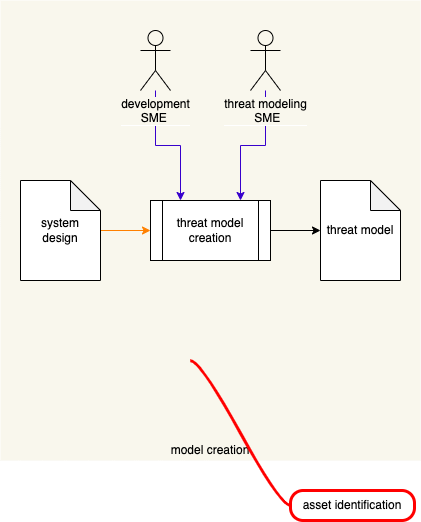 development
SME
threat modeling
SME
system
design
threat model
creation
threat model
model creation
asset identification